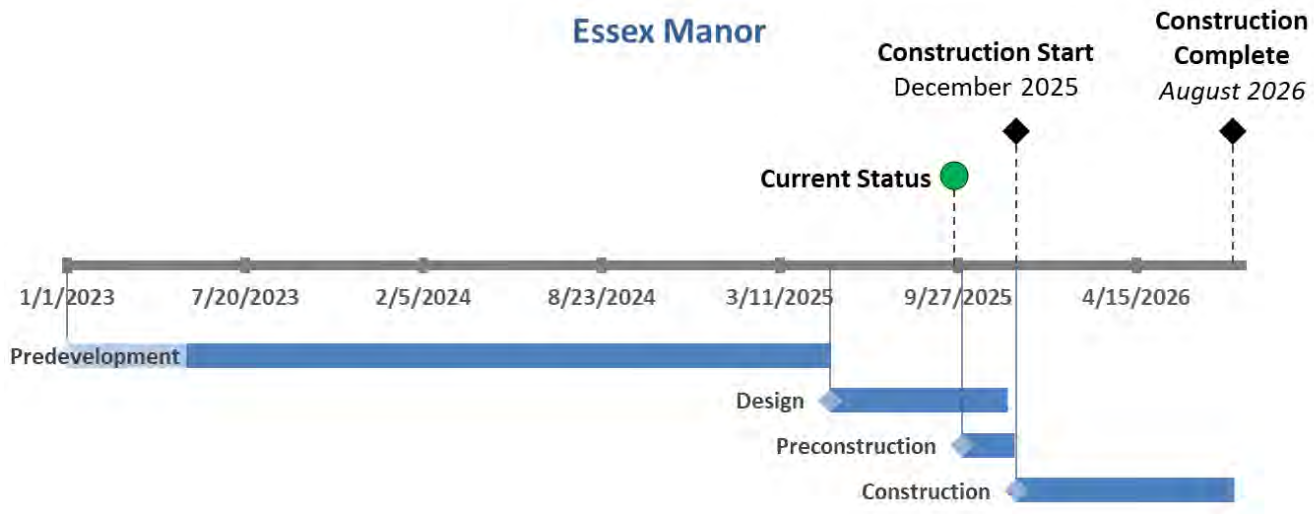 Essex Manor
Construction Start
December 2025
Construction
Complete
August 2026
Current Status
1/1/2023
7/20/2023
2/5/2024
8/23/2024
3/11/2025
9/27/2025
4/15/2026
Predevelopment
Design
Preconstruction
Construction